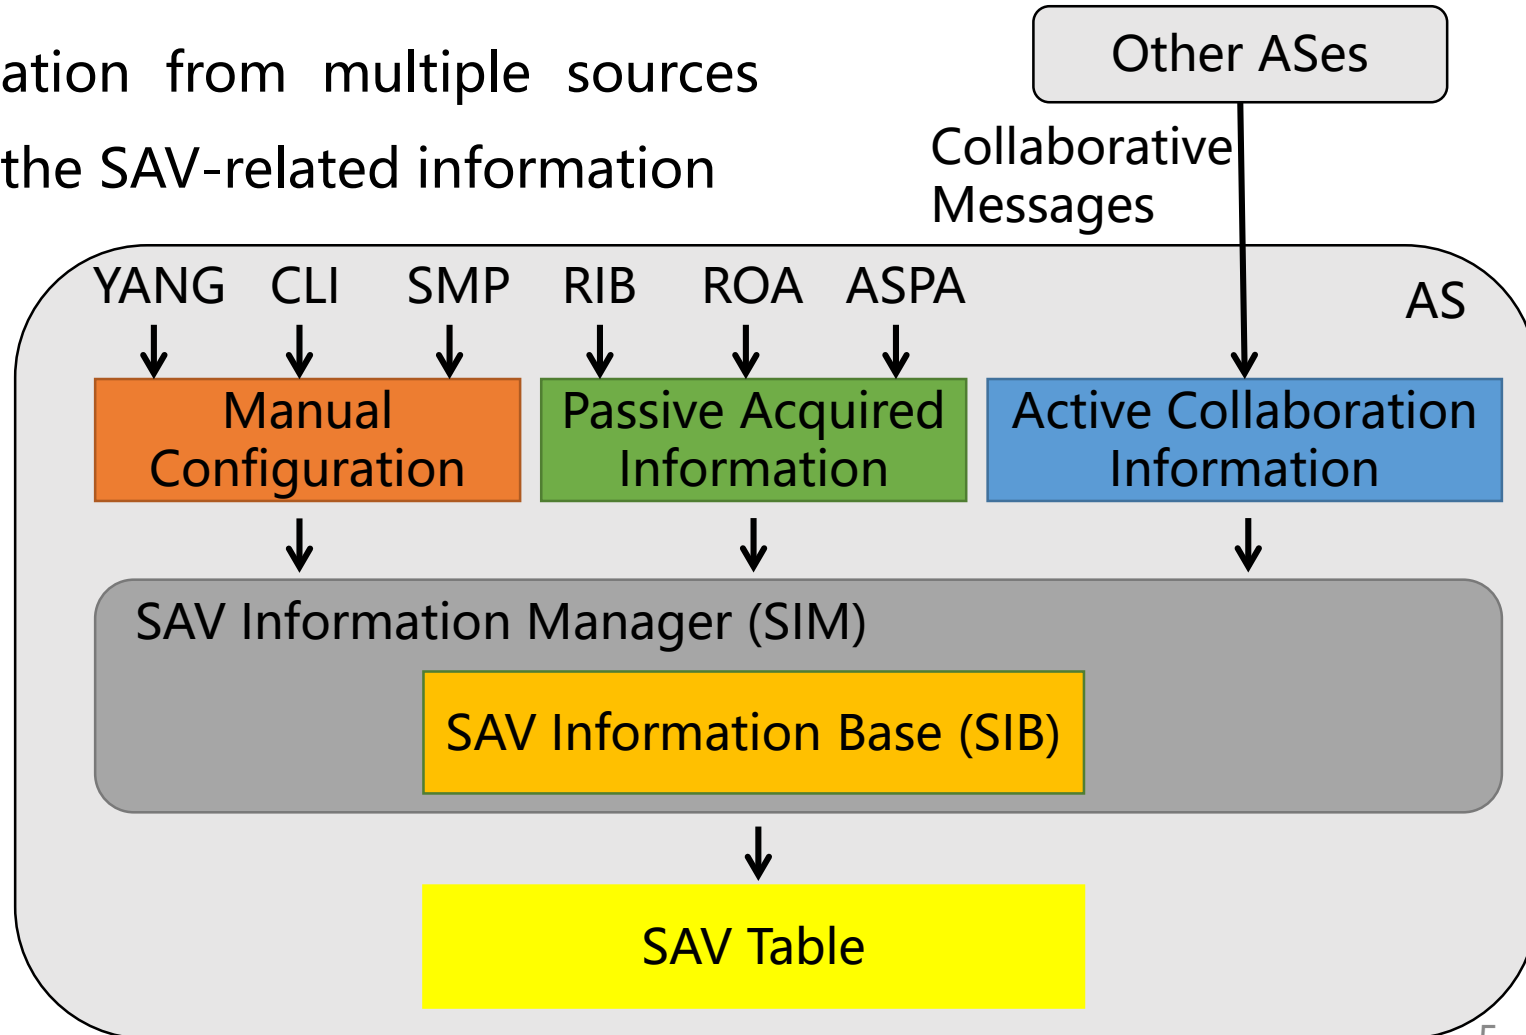 ation from multiple sources
the SAV-related information
Other ASes
Collaborative
Messages
YANG CLI SMP RIB ROA ASPA
AS
Manual
Configuration
Passive Acquired
Information
Active Collaboration
Information
SAV Information Manager (SIM)
SAV Information Base (SIB)
SAV Table